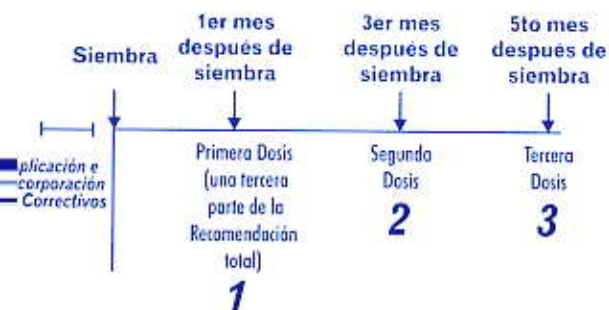 Siembra
1er mes
después de
siembra
3er mes
después de
siembra
5to mes
después de
siembra
plicación e
corporación
Correctivos
Primera Dosis
(una tercera
parte de la
Recomendación
total)
1
Segunda
Dosis
2
Tercera
Dosis
3